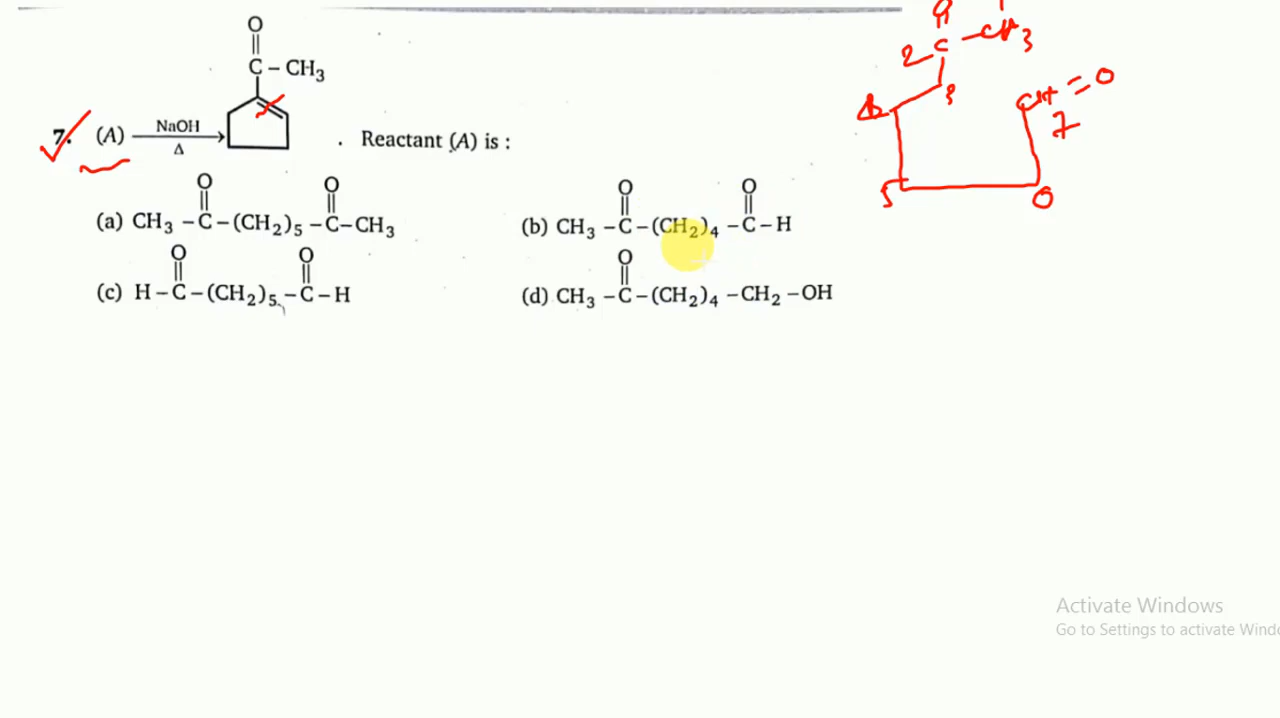 O
||
C – CH3
7. (A) NaOH Δ . Reactant (A) is :
(a) CH3 – C – (CH2)5 – C – CH3
O O
(b) CH3 – C – (CH2)4 – C – H
O O
(c) H – C – (CH2)5 – C – H
O O
(d) CH3 – C – (CH2)4 – CH2 – OH
O
2 C – CH3
3
CH = O
7
5
Activate Windows
Go to Settings to activate Windo